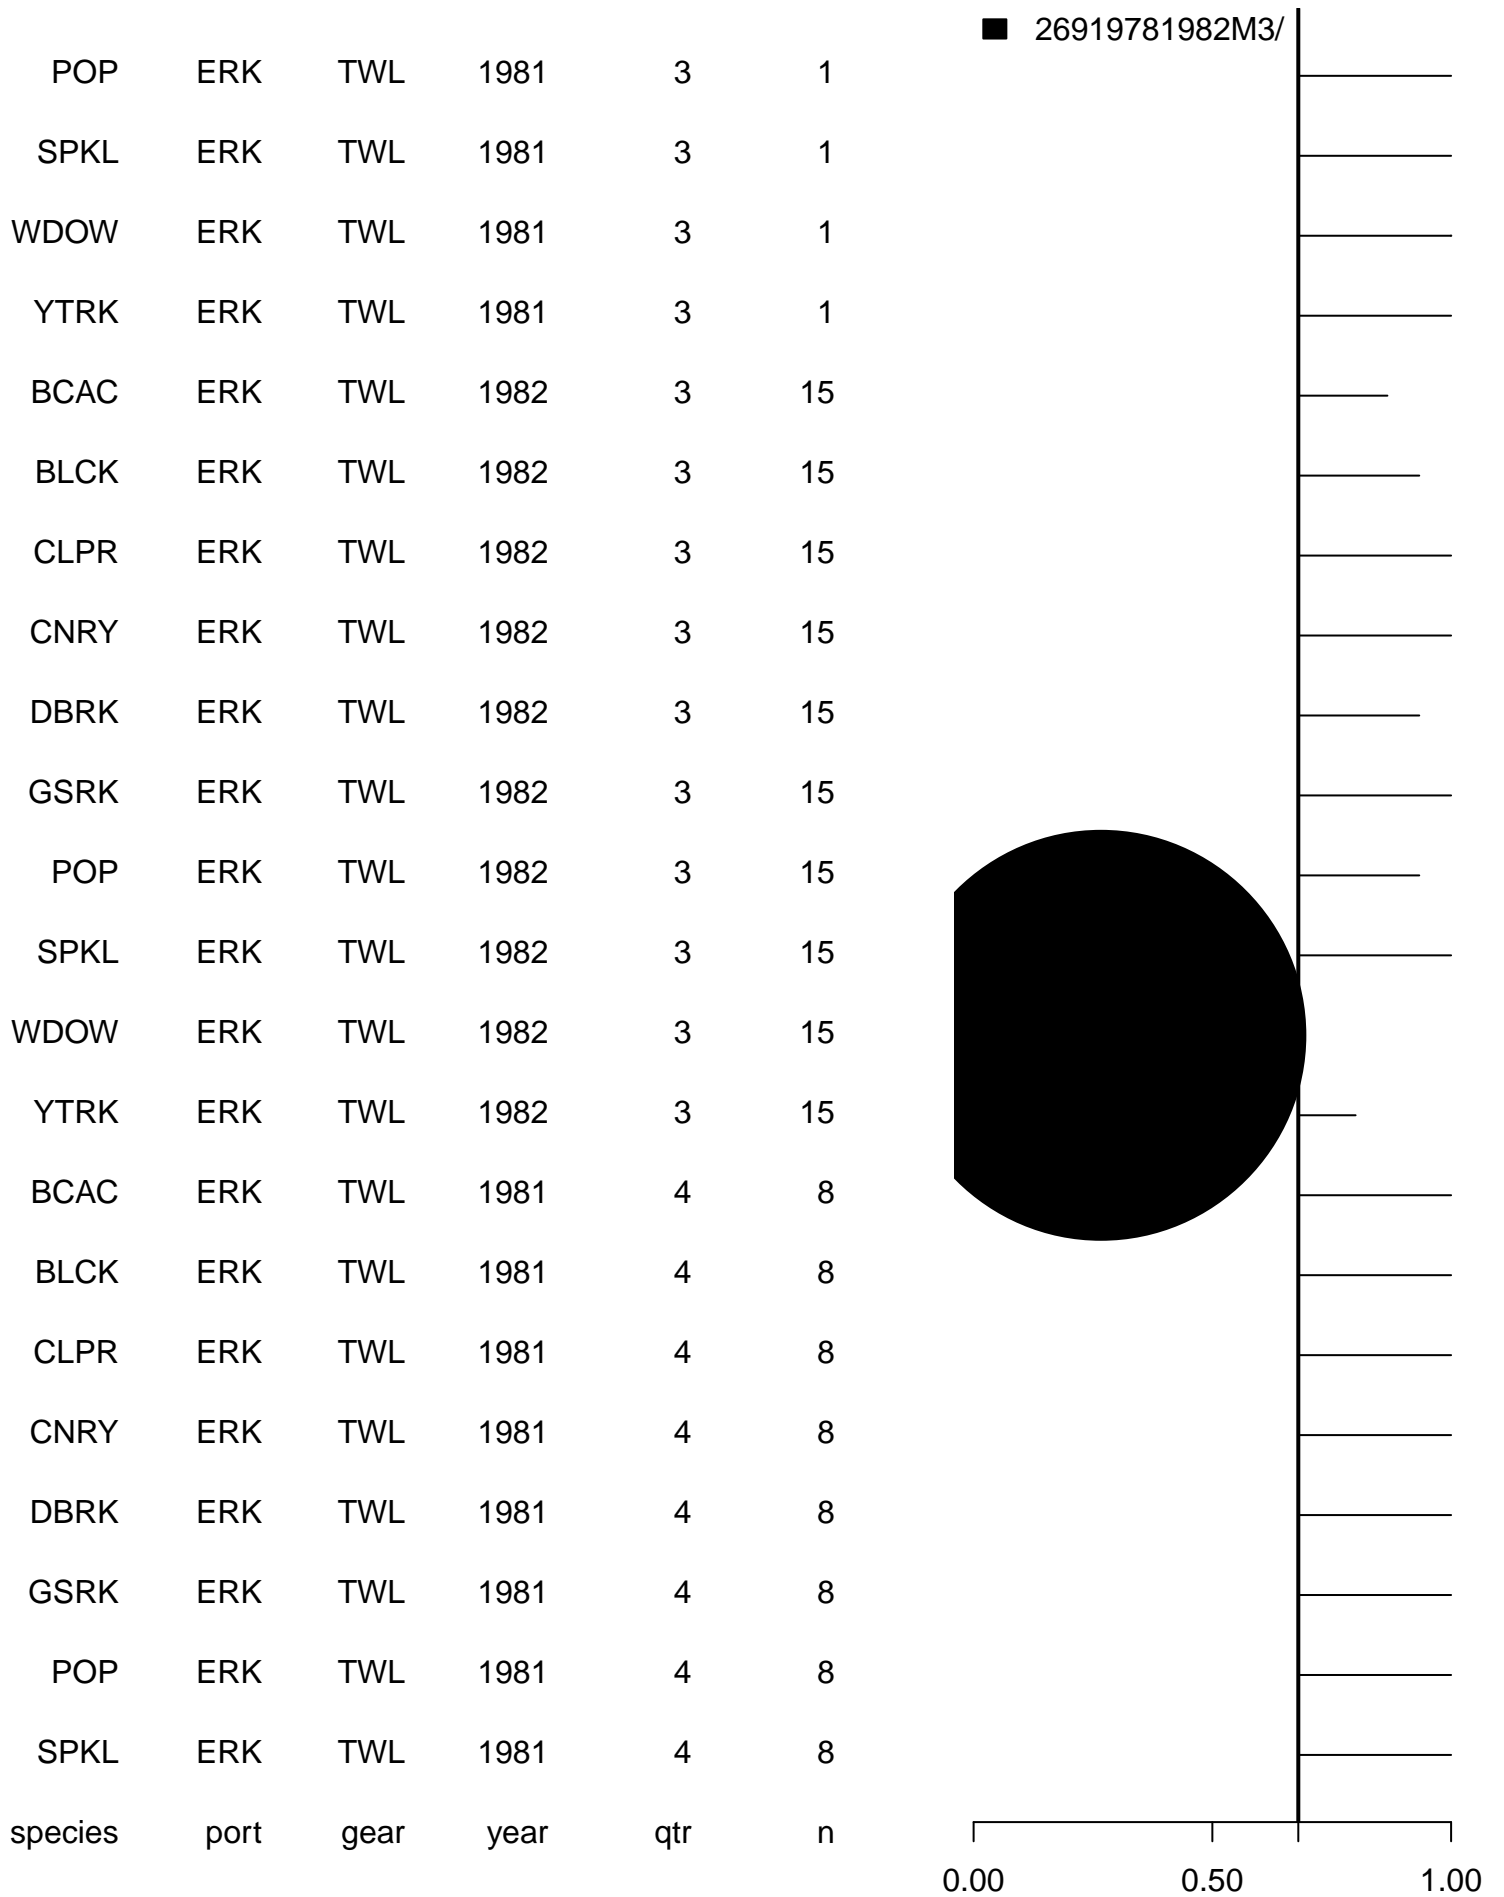 26919781982M3/
POP ERK TWL 1981 3 1
SPKL ERK TWL 1981 3 1
WDOW ERK TWL 1981 3 1
YTRK ERK TWL 1981 3 1
BCAC ERK TWL 1982 3 15
BLCK ERK TWL 1982 3 15
CLPR ERK TWL 1982 3 15
CNRY ERK TWL 1982 3 15
DBRK ERK TWL 1982 3 15
GSRK ERK TWL 1982 3 15
POP ERK TWL 1982 3 15
SPKL ERK TWL 1982 3 15
WDOW ERK TWL 1982 3 15
YTRK ERK TWL 1982 3 15
BCAC ERK TWL 1981 4 8
BLCK ERK TWL 1981 4 8
CLPR ERK TWL 1981 4 8
CNRY ERK TWL 1981 4 8
DBRK ERK TWL 1981 4 8
GSRK ERK TWL 1981 4 8
POP ERK TWL 1981 4 8
SPKL ERK TWL 1981 4 8
species port gear year qtr n
0.00 0.50 1.00